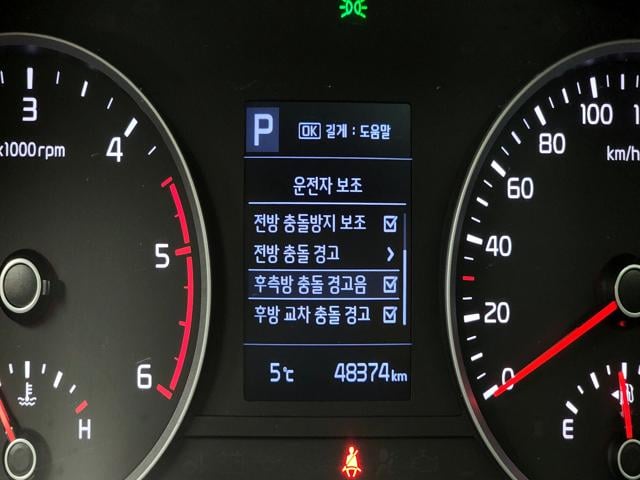 P OK 길게 : 도움말
운전자 보조
전방 충돌방지 보조
전방 충돌 경고
후측방 충돌 경고음
후방 교차 충돌 경고
5℃ 48374km
3
x1000rpm
4
5
6
H
100
80
km/h
60
40
20
0
E